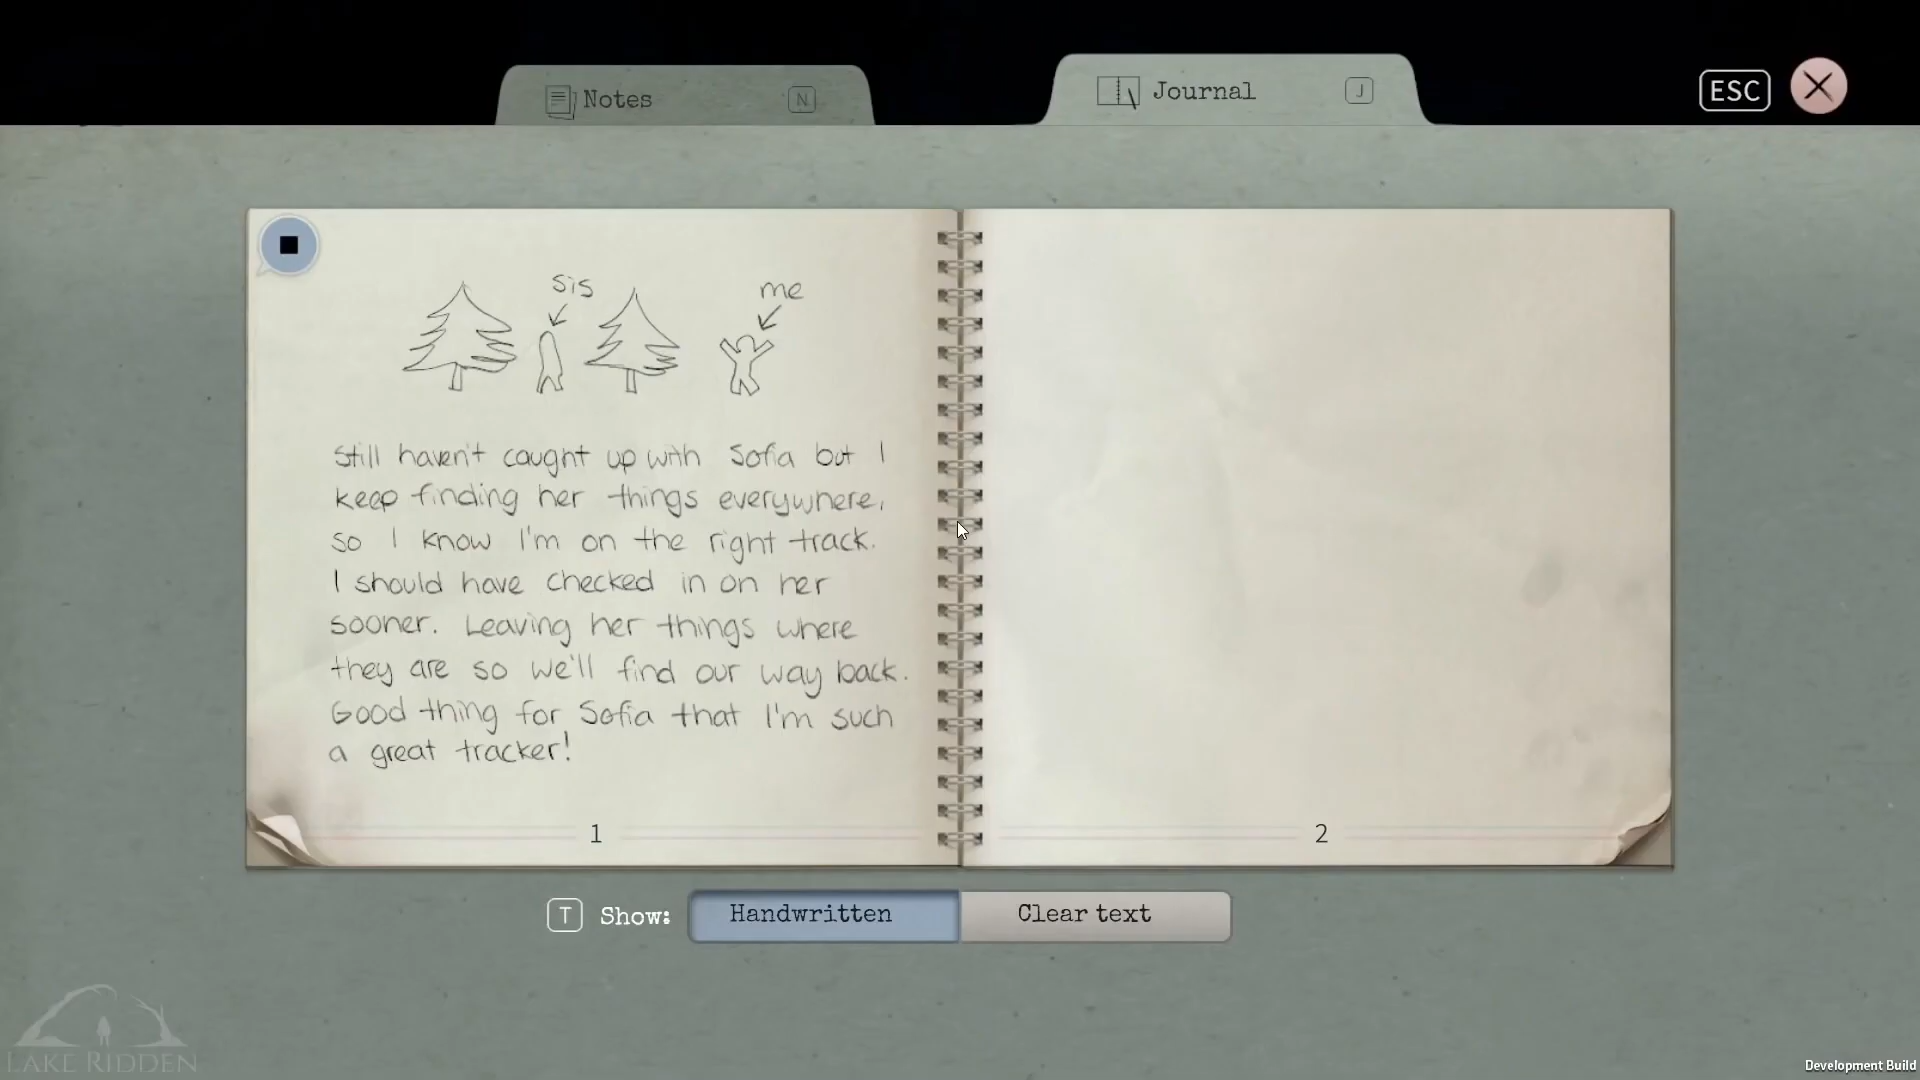 Notes N
Journal J
ESC
sis
me
Still haven't caught up with Sofia but I
keep finding her things everywhere,
so I know I'm on the right track.
I should have checked in on her
sooner. Leaving her things where
they are so we'll find our way back.
Good thing for Sofia that I'm such
a great tracker!
1
2
T Show: Handwritten Clear text
LAKE RIDDEN
Development Build